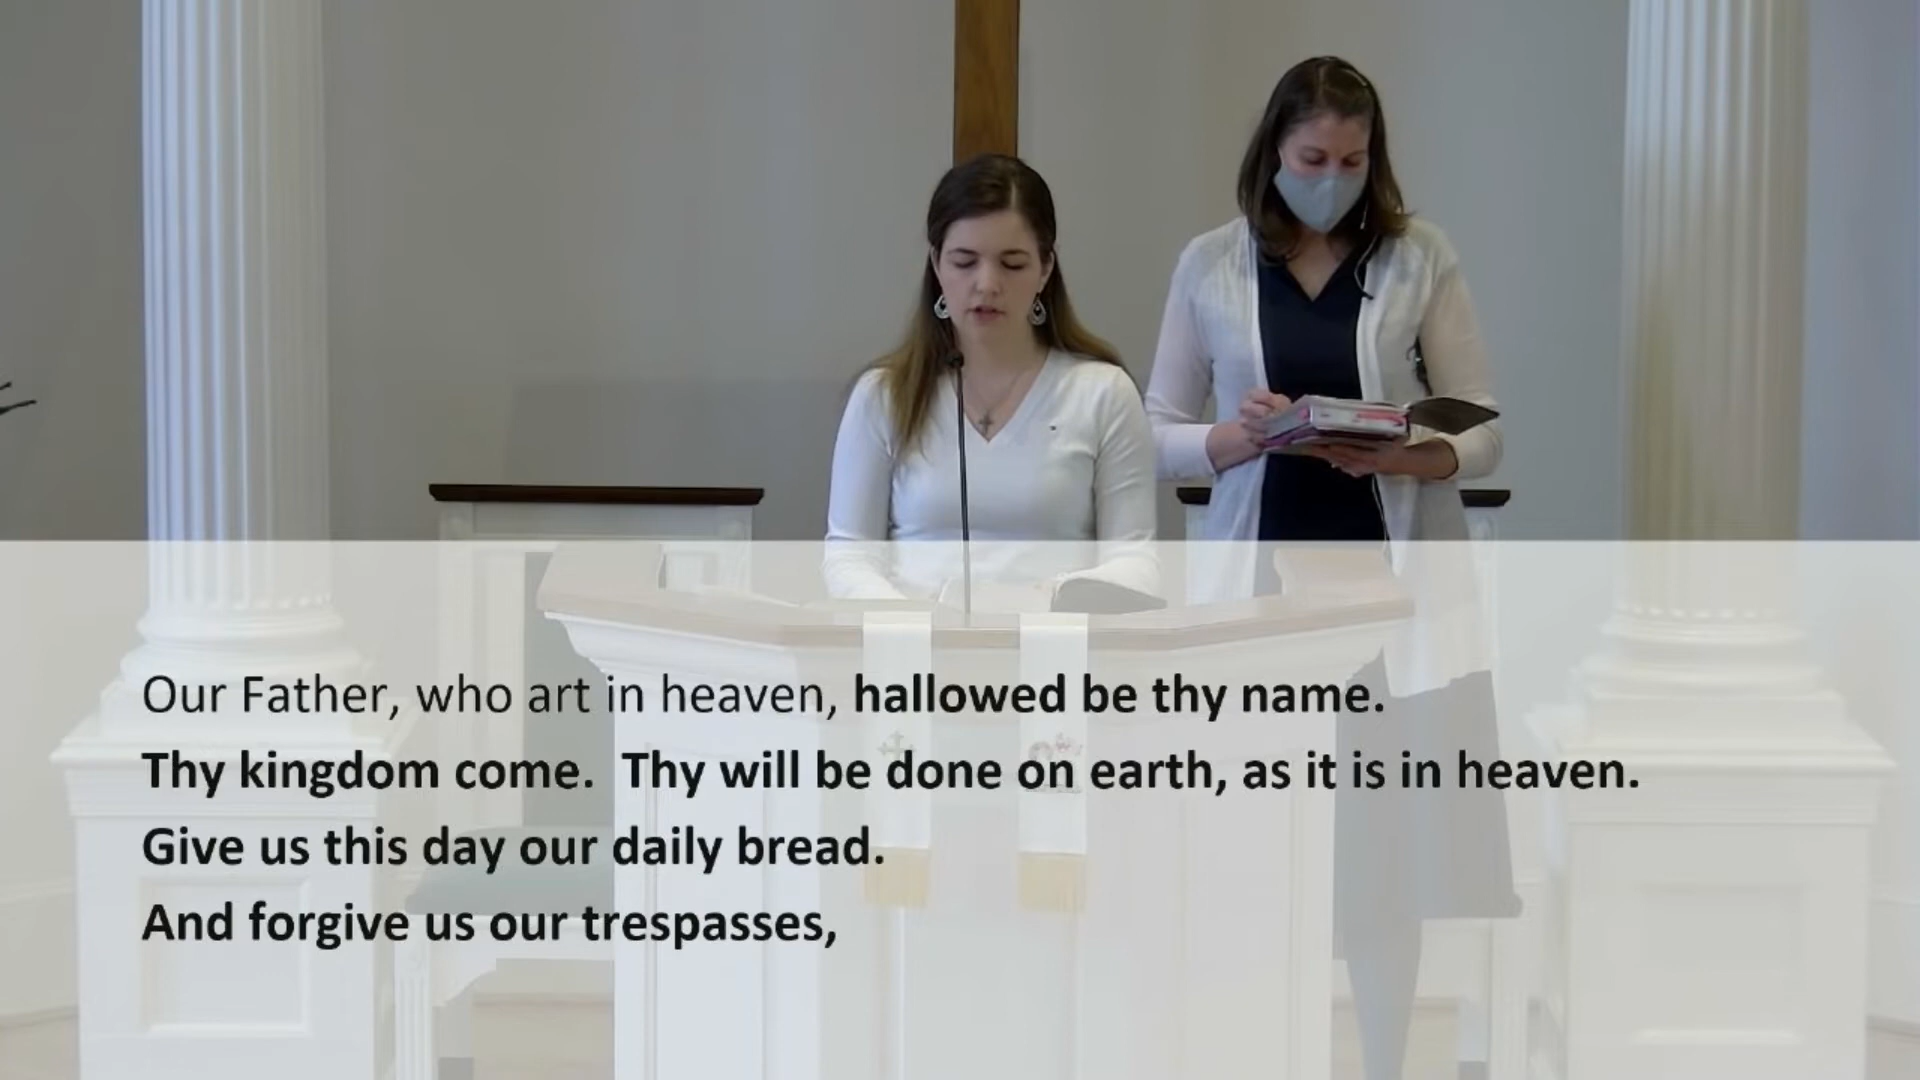 Our Father, who art in heaven, hallowed be thy name.
Thy kingdom come.  Thy will be done on earth, as it is in heaven.
Give us this day our daily bread.
And forgive us our trespasses,